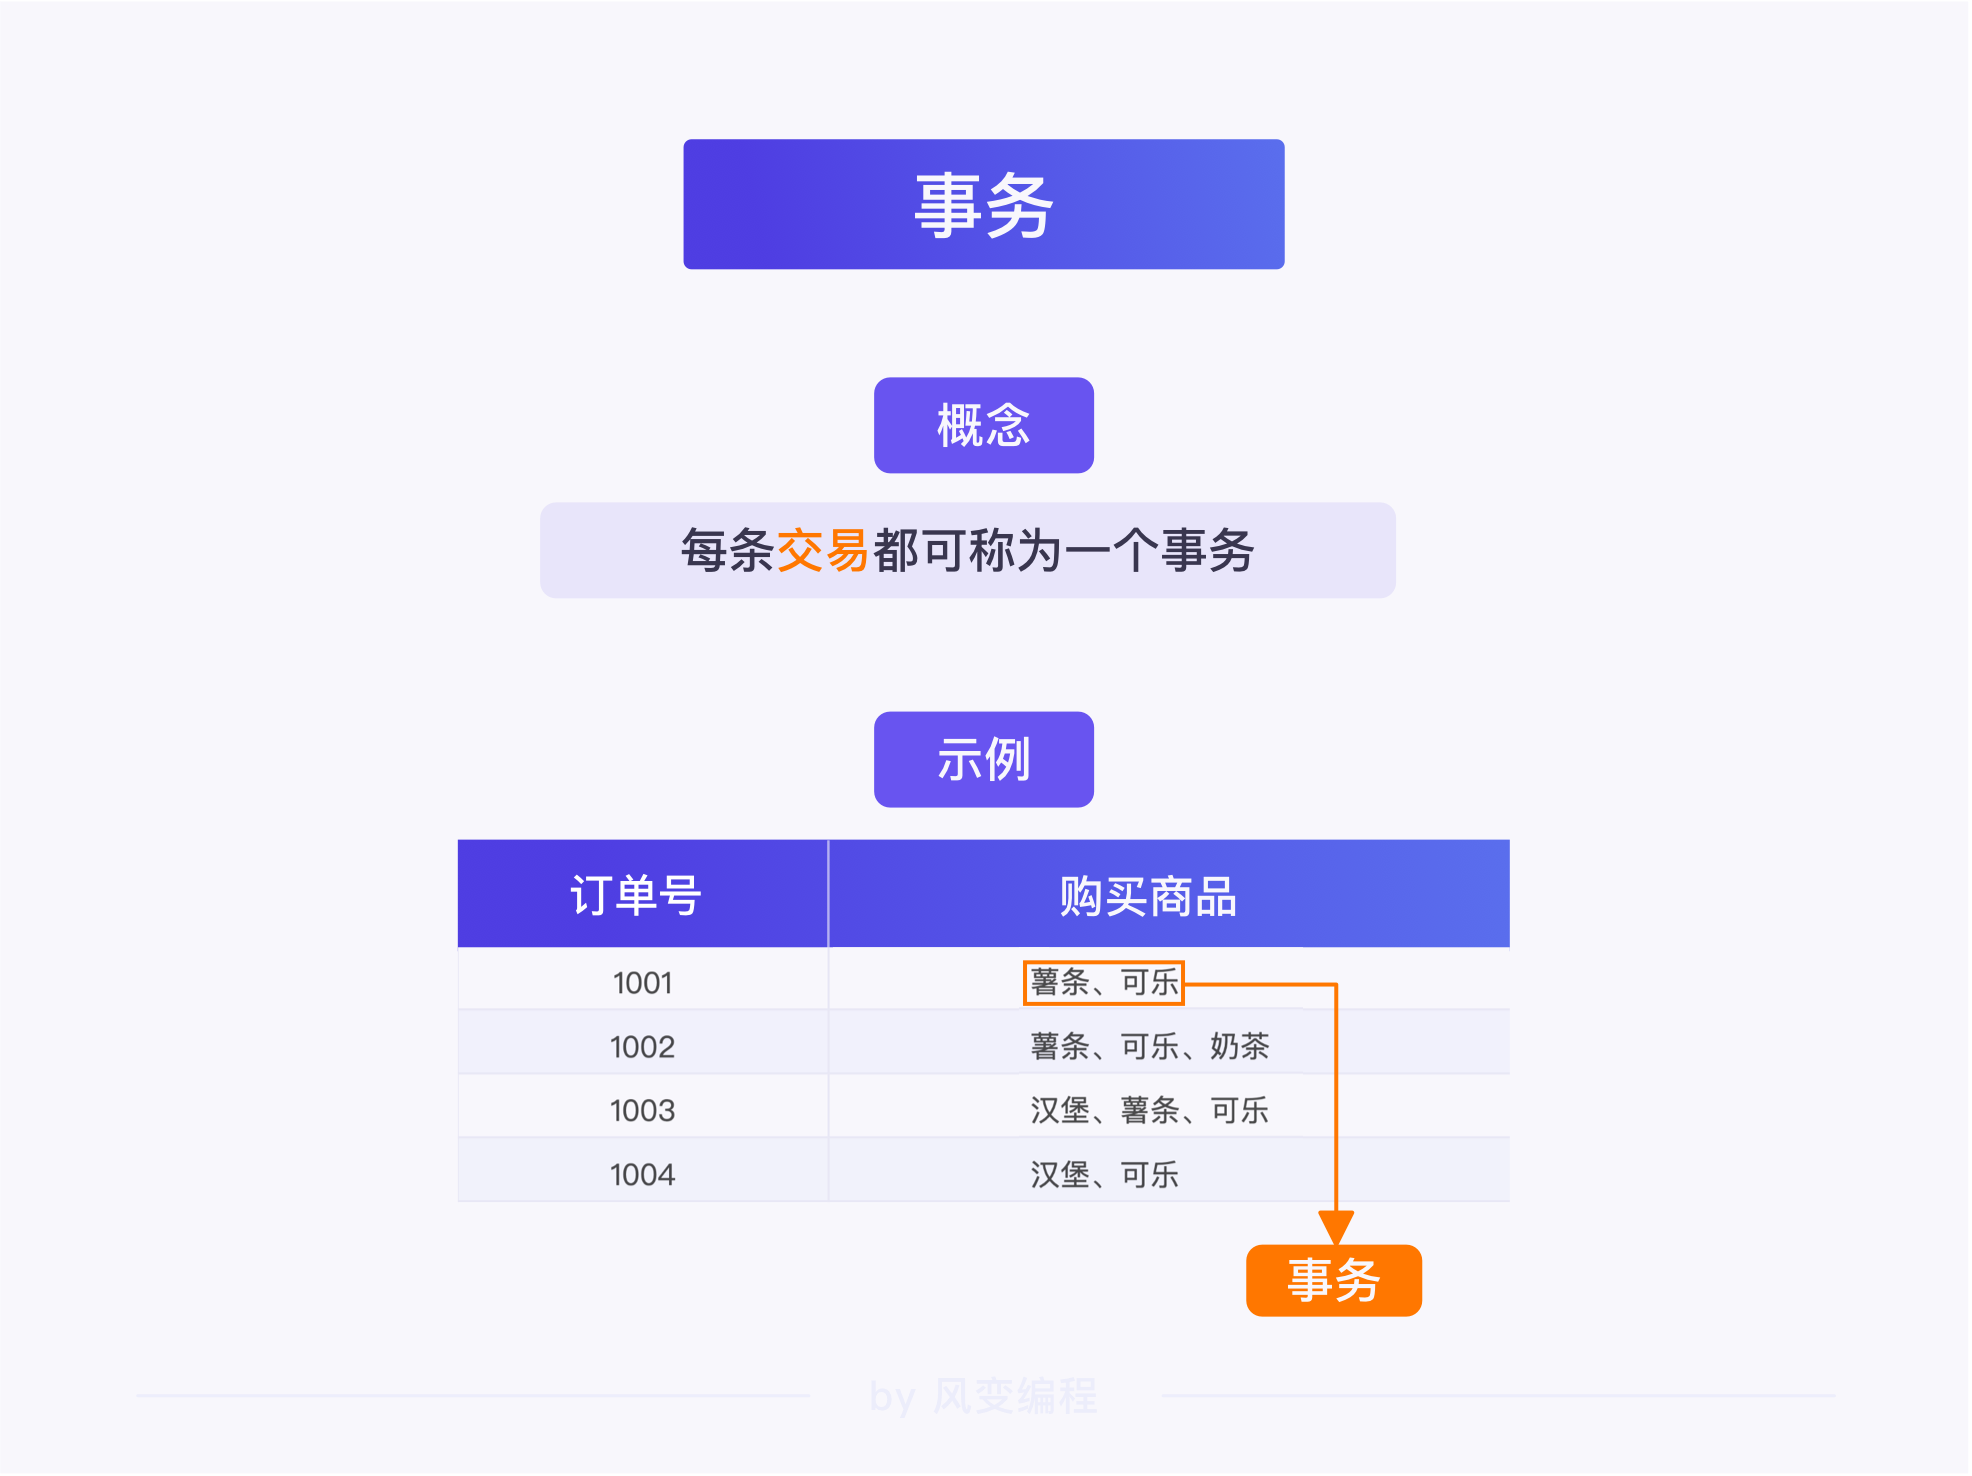 事务
概念
每条交易都可称为一个事务
示例
订单号 购买商品
1001 薯条、可乐
1002 薯条、可乐、奶茶
1003 汉堡、薯条、可乐
1004 汉堡、可乐
事务
by 风变编程